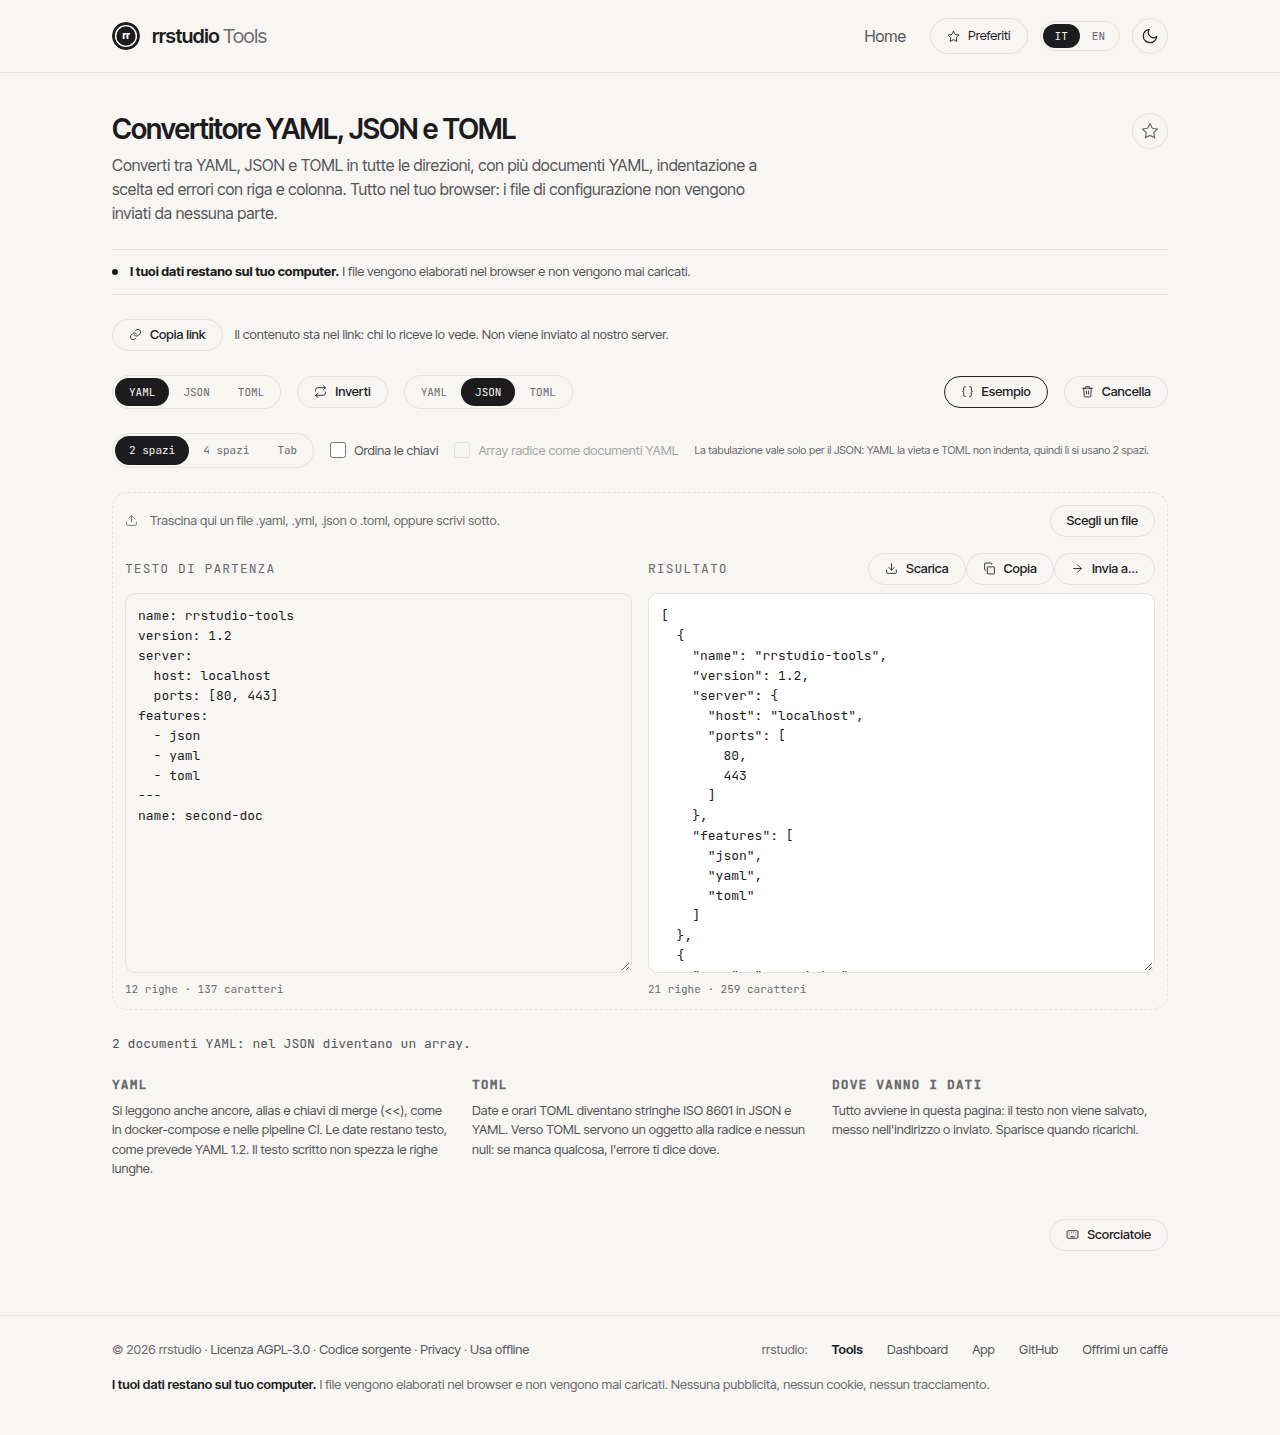 rr rrstudio Tools
Home
Preferiti
IT EN
Convertitore YAML, JSON e TOML
Converti tra YAML, JSON e TOML in tutte le direzioni, con più documenti YAML, indentazione a
scelta ed errori con riga e colonna. Tutto nel tuo browser: i file di configurazione non vengono
inviati da nessuna parte.
I tuoi dati restano sul tuo computer. I file vengono elaborati nel browser e non vengono mai caricati.
Copia link
Il contenuto sta nel link: chi lo riceve lo vede. Non viene inviato al nostro server.
YAML JSON TOML
Inverti
YAML JSON TOML
Esempio
Cancella
2 spazi 4 spazi Tab
Ordina le chiavi
Array radice come documenti YAML
La tabulazione vale solo per il JSON: YAML la vieta e TOML non indenta, quindi lì si usano 2 spazi.
Trascina qui un file .yaml, .yml, .json o .toml, oppure scrivi sotto.
Scegli un file
TESTO DI PARTENZA
name: rrstudio-tools
version: 1.2
server:
  host: localhost
  ports: [80, 443]
features:
  - json
  - yaml
  - toml
---
name: second-doc
12 righe · 137 caratteri
RISULTATO
Scarica
Copia
Invia a...
[
  {
    "name": "rrstudio-tools",
    "version": 1.2,
    "server": {
      "host": "localhost",
      "ports": [
        80,
        443
      ]
    },
    "features": [
      "json",
      "yaml",
      "toml"
    ]
  },
  {
21 righe · 259 caratteri
2 documenti YAML: nel JSON diventano un array.
YAML
Si leggono anche ancore, alias e chiavi di merge (<<), come
in docker-compose e nelle pipeline CI. Le date restano testo,
come prevede YAML 1.2. Il testo scritto non spezza le righe
lunghe.
TOML
Date e orari TOML diventano stringhe ISO 8601 in JSON e
YAML. Verso TOML servono un oggetto alla radice e nessun
null: se manca qualcosa, l'errore ti dice dove.
DOVE VANNO I DATI
Tutto avviene in questa pagina: il testo non viene salvato,
messo nell'indirizzo o inviato. Sparisce quando ricarichi.
Scorciatoie
© 2026 rrstudio · Licenza AGPL-3.0 · Codice sorgente · Privacy · Usa offline
rrstudio: Tools Dashboard App GitHub Offrimi un caffè
I tuoi dati restano sul tuo computer. I file vengono elaborati nel browser e non vengono mai caricati. Nessuna pubblicità, nessun cookie, nessun tracciamento.